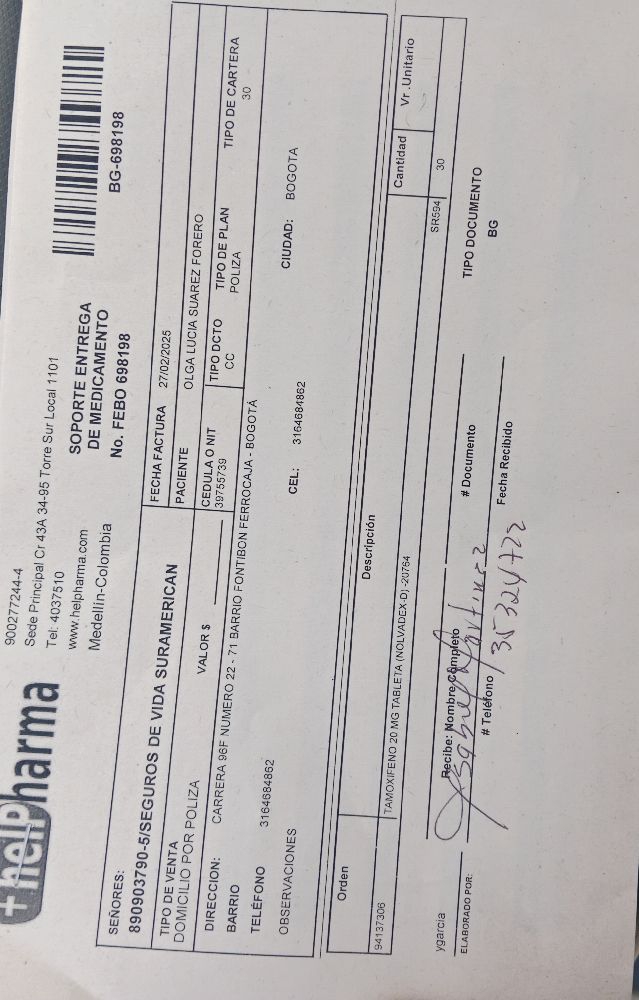 helPharma
900277244-4
Sede Principal Cr 43A 34-95 Torre Sur Local 1101
Tel: 4037510
www.helpharma.com
Medellín-Colombia
SOPORTE ENTREGA
DE MEDICAMENTO
No. FEBO 698198
BG-698198
SEÑORES:
890903790-5/SEGUROS DE VIDA SURAMERICAN
FECHA FACTURA 27/02/2025
PACIENTE OLGA LUCIA SUAREZ FORERO
TIPO DE VENTA
DOMICILIO POR POLIZA
VALOR $
CEDULA O NIT
39755739
TIPO DCTO
CC
TIPO DE PLAN
POLIZA
TIPO DE CARTERA
30
DIRECCION: CARRERA 96F NUMERO 22 - 71 BARRIO FONTIBON FERROCAJA - BOGOTÁ
BARRIO
TELÉFONO 3164684862 CEL: 3164684862 CIUDAD: BOGOTA
OBSERVACIONES
Orden Descripción Cantidad Vr .Unitario
94137306 TAMOXIFENO 20 MG TABLETA (NOLVADEX-D) -20764 SR594 30
ygarcia
ELABORADO POR:
Recibe: Nombre Completo
# Documento
TIPO DOCUMENTO
BG
# Teléfono
Fecha Recibido
Martinez